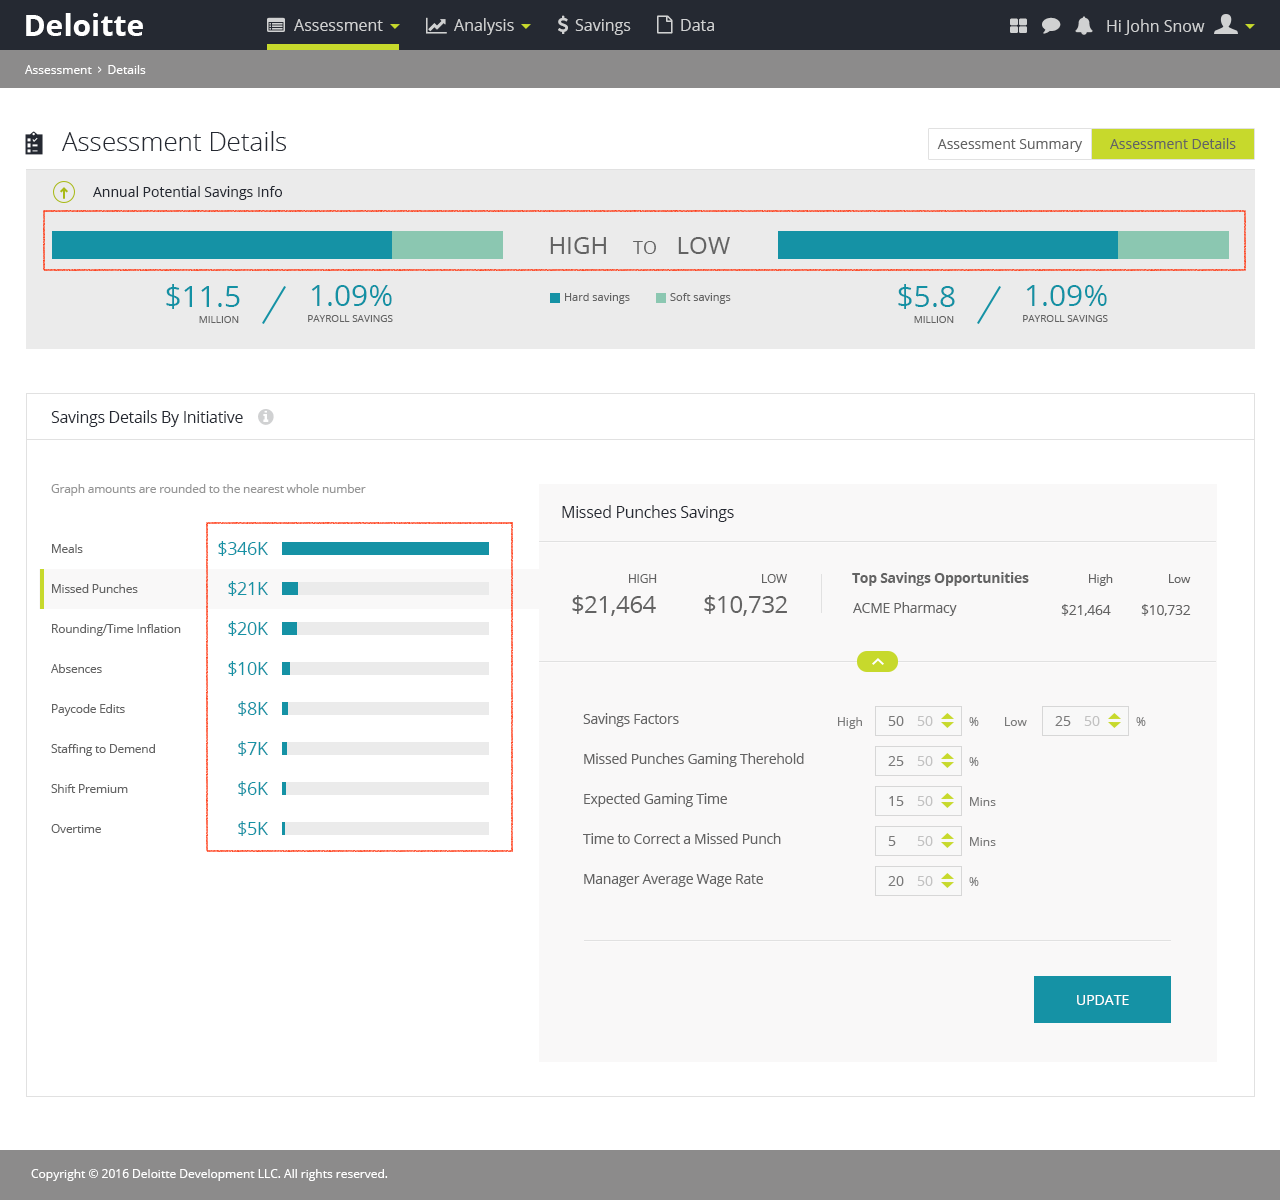 Deloitte
Assessment Analysis $ Savings Data Hi John Snow
Assessment › Details
Assessment Details
Assessment Summary Assessment Details
Annual Potential Savings Info
HIGH TO LOW
$11.5 / 1.09% Hard savings Soft savings $5.8 / 1.09%
MILLION PAYROLL SAVINGS MILLION PAYROLL SAVINGS
Savings Details By Initiative
Graph amounts are rounded to the nearest whole number
Meals $346K
Missed Punches $21K
Rounding/Time Inflation $20K
Absences $10K
Paycode Edits $8K
Staffing to Demend $7K
Shift Premium $6K
Overtime $5K
Missed Punches Savings
HIGH LOW Top Savings Opportunities High Low
$21,464 $10,732 ACME Pharmacy $21,464 $10,732
Savings Factors High 50 50 % Low 25 50 %
Missed Punches Gaming Therehold 25 50 %
Expected Gaming Time 15 50 Mins
Time to Correct a Missed Punch 5 50 Mins
Manager Average Wage Rate 20 50 %
UPDATE
Copyright © 2016 Deloitte Development LLC. All rights reserved.